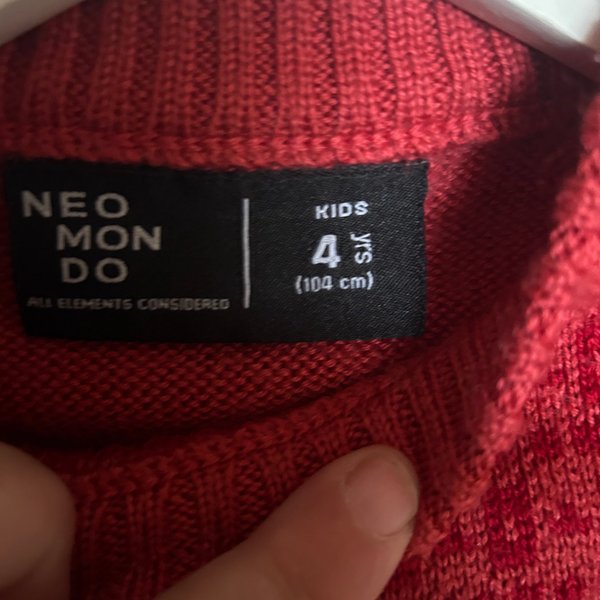 NEO
MON
DO
ALL ELEMENTS CONSIDERED
KIDS
4 yrs
(104 cm)